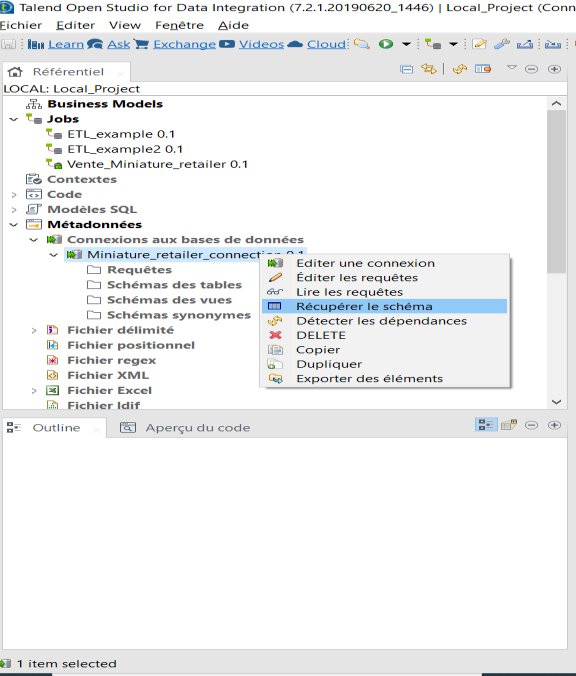 Talend Open Studio for Data Integration (7.2.1.20190620_1446) | Local_Project (Conn
Fichier Editer View Fenêtre Aide
Learn Ask Exchange Videos Cloud
Référentiel
LOCAL: Local_Project
Business Models
Jobs
ETL_example 0.1
ETL_example2 0.1
Vente_Miniature_retailer 0.1
Contextes
Code
Modèles SQL
Métadonnées
Connexions aux bases de données
Miniature_retailer_connection 0.1
Editer une connexion
Requêtes
Éditer les requêtes
Schémas des tables
Lire les requêtes
Schémas des vues
Récupérer le schéma
Schémas synonymes
Détecter les dépendances
Fichier délimité
DELETE
Fichier positionnel
Copier
Fichier regex
Dupliquer
Fichier XML
Exporter des éléments
Fichier Excel
Fichier ldif
Outline Aperçu du code
1 item selected